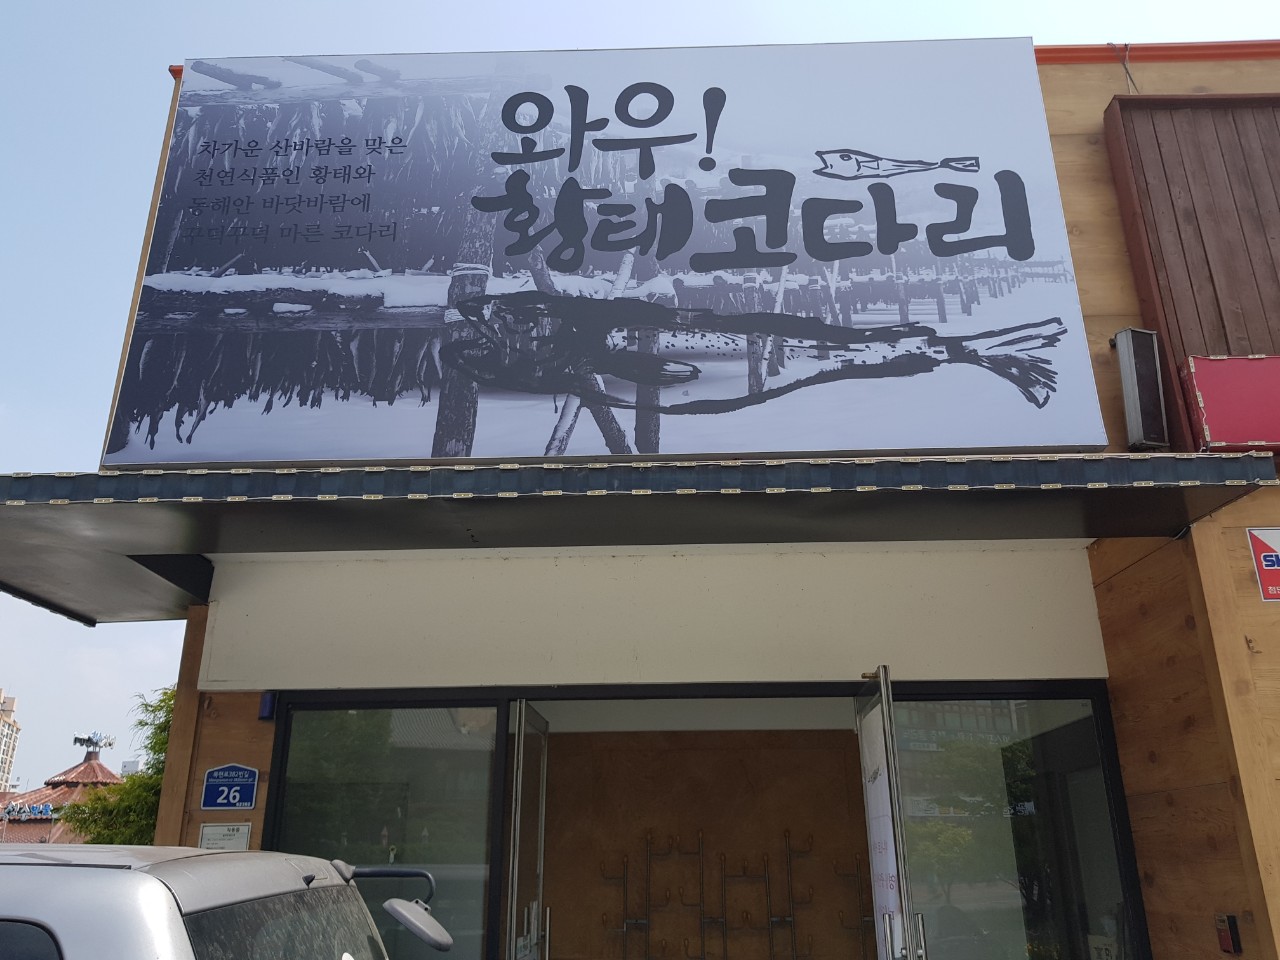 와우!
황태코다리
차가운 산바람을 맞은
천연식품인 황태와
동해안 바닷바람에
꾸덕꾸덕 마른 코다리
26